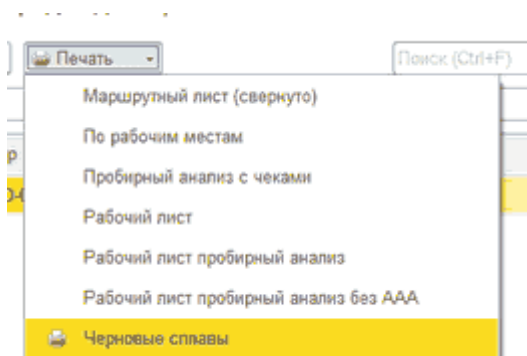 Печать
Поиск (Ctrl+F)
Маршрутный лист (свернуто)
По рабочим местам
р
Пробирный анализ с чеками
Рабочий лист
Рабочий лист пробирный анализ
Рабочий лист пробирный анализ без ААА
Черновые сплавы